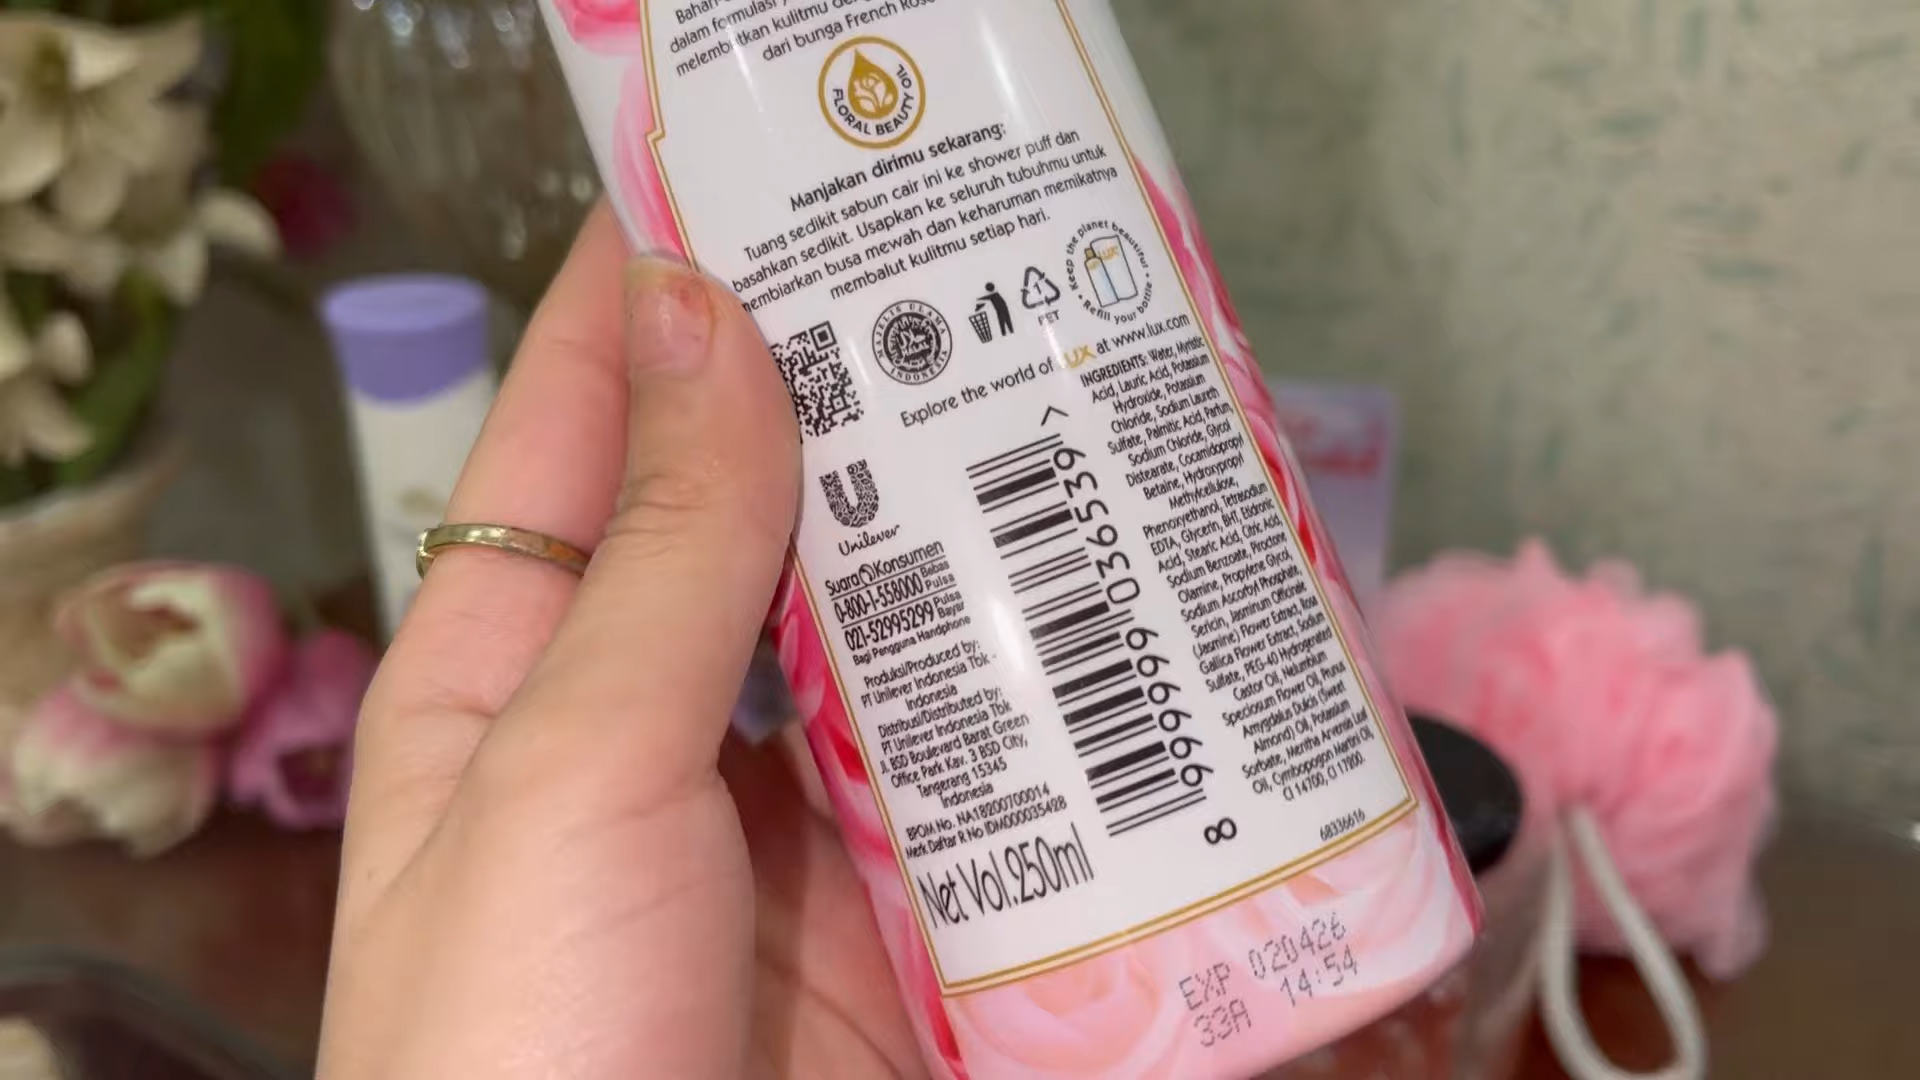 dalam formulasi
melembutkan kulitmu
dari bunga French Rose
FLORAL BEAUTY OIL
Manjakan dirimu sekarang:
Tuang sedikit sabun cair ini ke shower puff dan
basahkan sedikit. Usapkan ke seluruh tubuhmu untuk
membiarkan busa mewah dan keharuman memikatnya
membalut kulitmu setiap hari.
MAJELIS ULAMA
INDONESIA
1
PET
Keep the planet beautiful
Refill your bottle
LUX
Explore the world of LUX at www.lux.com
Unilever
Suara Konsumen
0-800-1-558000 Bebas Pulsa
021-52995299 Pulsa Bayar
Bagi Pengguna Handphone
Produksi/Produced by:
PT Unilever Indonesia Tbk -
Indonesia
Distribusi/Distributed by:
PT Unilever Indonesia Tbk
Jl. BSD Boulevard Barat Green
Office Park Kav. 3 BSD City,
Tangerang 15345
Indonesia
BPOM No. NA18200700014
Merk Daftar R No IDM000035428
Net Vol.250ml
8 999999 036539 >
INGREDIENTS: Water, Myristic
Acid, Lauric Acid, Potassium
Hydroxide, Potassium
Chloride, Sodium Laureth
Sulfate, Palmitic Acid, Parfum,
Sodium Chloride, Glycol
Distearate, Cocamidopropyl
Betaine, Hydroxypropyl
Methylcellulose,
Phenoxyethanol, Tetrasodium
EDTA, Glycerin, BHT, Etidronic
Acid, Stearic Acid, Citric Acid,
Sodium Benzoate, Piroctone
Olamine, Propylene Glycol,
Sodium Ascorbyl Phosphate,
Sericin, Jasminum Officinale
(Jasmine) Flower Extract, Rosa
Gallica Flower Extract, Sodium
Sulfate, PEG-40 Hydrogenated
Castor Oil, Nelumbium
Speciosum Flower Oil, Prunus
Amygdalus Dulcis (Sweet
Almond) Oil, Potassium
Sorbate, Mentha Arvensis Leaf
Oil, Cymbopogon Martini Oil,
CI 14700, CI 17200.
68336616
EXP 020426
33A 14:54